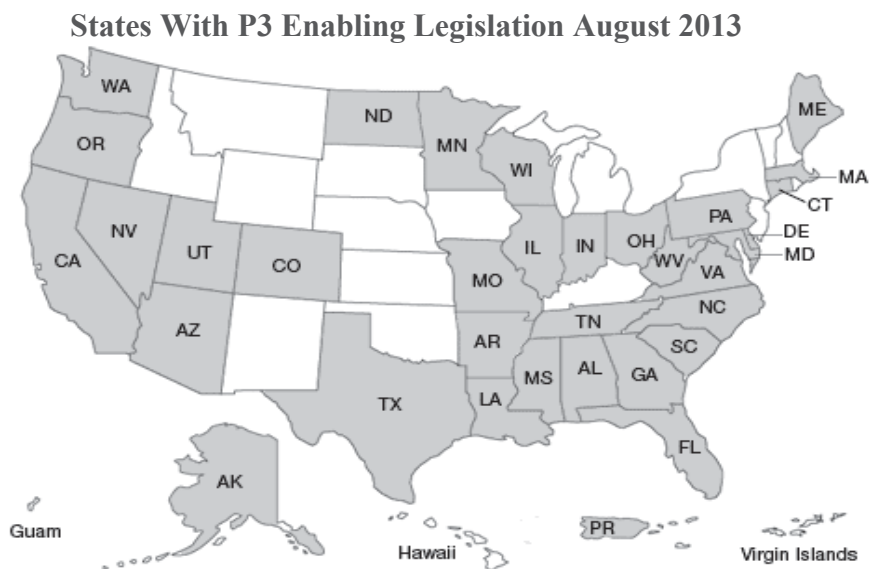 States With P3 Enabling Legislation August 2013
WA
ND
ME
OR
MN
WI
MA
CT
NV
PA
UT
IL
IN
OH
DE
CA
CO
WV
MD
MO
VA
NC
AZ
TN
AR
SC
MS
AL
GA
TX
LA
FL
AK
Guam
PR
Hawaii
Virgin Islands